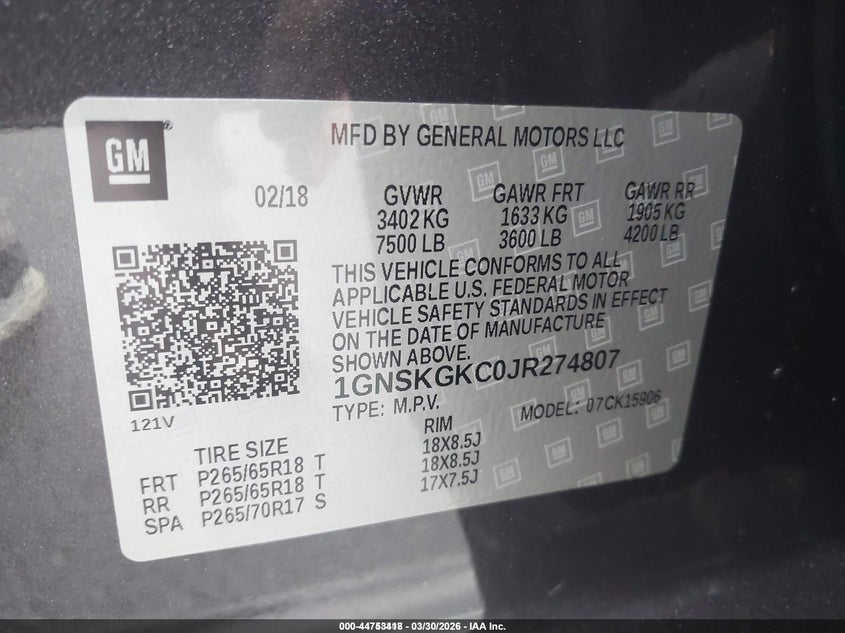 GM
MFD BY GENERAL MOTORS LLC
02/18
GVWR GAWR FRT GAWR RR
3402 KG 1633 KG 1905 KG
7500 LB 3600 LB 4200 LB
THIS VEHICLE CONFORMS TO ALL
APPLICABLE U.S. FEDERAL MOTOR
VEHICLE SAFETY STANDARDS IN EFFECT
ON THE DATE OF MANUFACTURE
SHOWN ABOVE.
1GNSKGKC0JR274807
TYPE: M.P.V. MODEL: 07CK15906
121V
TIRE SIZE RIM
FRT P265/65R18 T 18X8.5J
RR P265/65R18 T 18X8.5J
SPA P265/70R17 S 17X7.5J
03/30/2026 - IAA Inc.